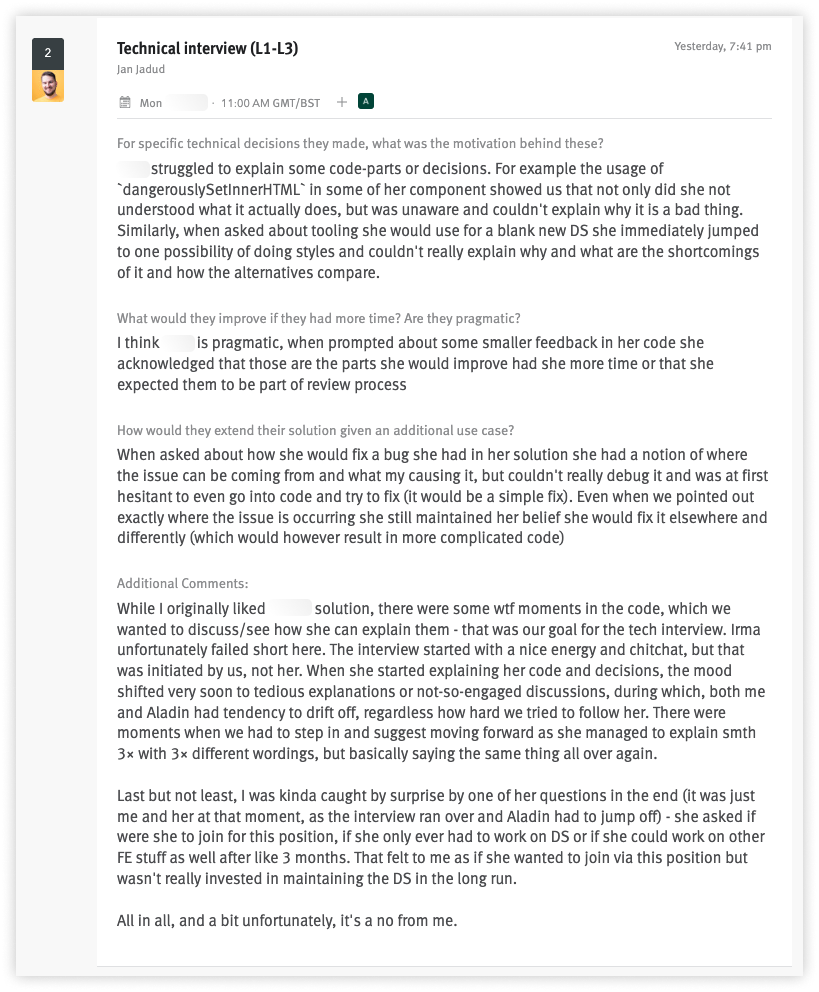 2
Technical interview (L1-L3)
Yesterday, 7:41 pm
Jan Jadud
Mon · 11:00 AM GMT/BST + A
For specific technical decisions they made, what was the motivation behind these?
struggled to explain some code-parts or decisions. For example the usage of
`dangerouslySetInnerHTML` in some of her component showed us that not only did she not
understood what it actually does, but was unaware and couldn't explain why it is a bad thing.
Similarly, when asked about tooling she would use for a blank new DS she immediately jumped
to one possibility of doing styles and couldn't really explain why and what are the shortcomings
of it and how the alternatives compare.
What would they improve if they had more time? Are they pragmatic?
I think is pragmatic, when prompted about some smaller feedback in her code she
acknowledged that those are the parts she would improve had she more time or that she
expected them to be part of review process
How would they extend their solution given an additional use case?
When asked about how she would fix a bug she had in her solution she had a notion of where
the issue can be coming from and what my causing it, but couldn't really debug it and was at first
hesitant to even go into code and try to fix (it would be a simple fix). Even when we pointed out
exactly where the issue is occurring she still maintained her belief she would fix it elsewhere and
differently (which would however result in more complicated code)
Additional Comments:
While I originally liked solution, there were some wtf moments in the code, which we
wanted to discuss/see how she can explain them - that was our goal for the tech interview. Irma
unfortunately failed short here. The interview started with a nice energy and chitchat, but that
was initiated by us, not her. When she started explaining her code and decisions, the mood
shifted very soon to tedious explanations or not-so-engaged discussions, during which, both me
and Aladin had tendency to drift off, regardless how hard we tried to follow her. There were
moments when we had to step in and suggest moving forward as she managed to explain smth
3× with 3× different wordings, but basically saying the same thing all over again.
Last but not least, I was kinda caught by surprise by one of her questions in the end (it was just
me and her at that moment, as the interview ran over and Aladin had to jump off) - she asked if
were she to join for this position, if she only ever had to work on DS or if she could work on other
FE stuff as well after like 3 months. That felt to me as if she wanted to join via this position but
wasn't really invested in maintaining the DS in the long run.
All in all, and a bit unfortunately, it's a no from me.